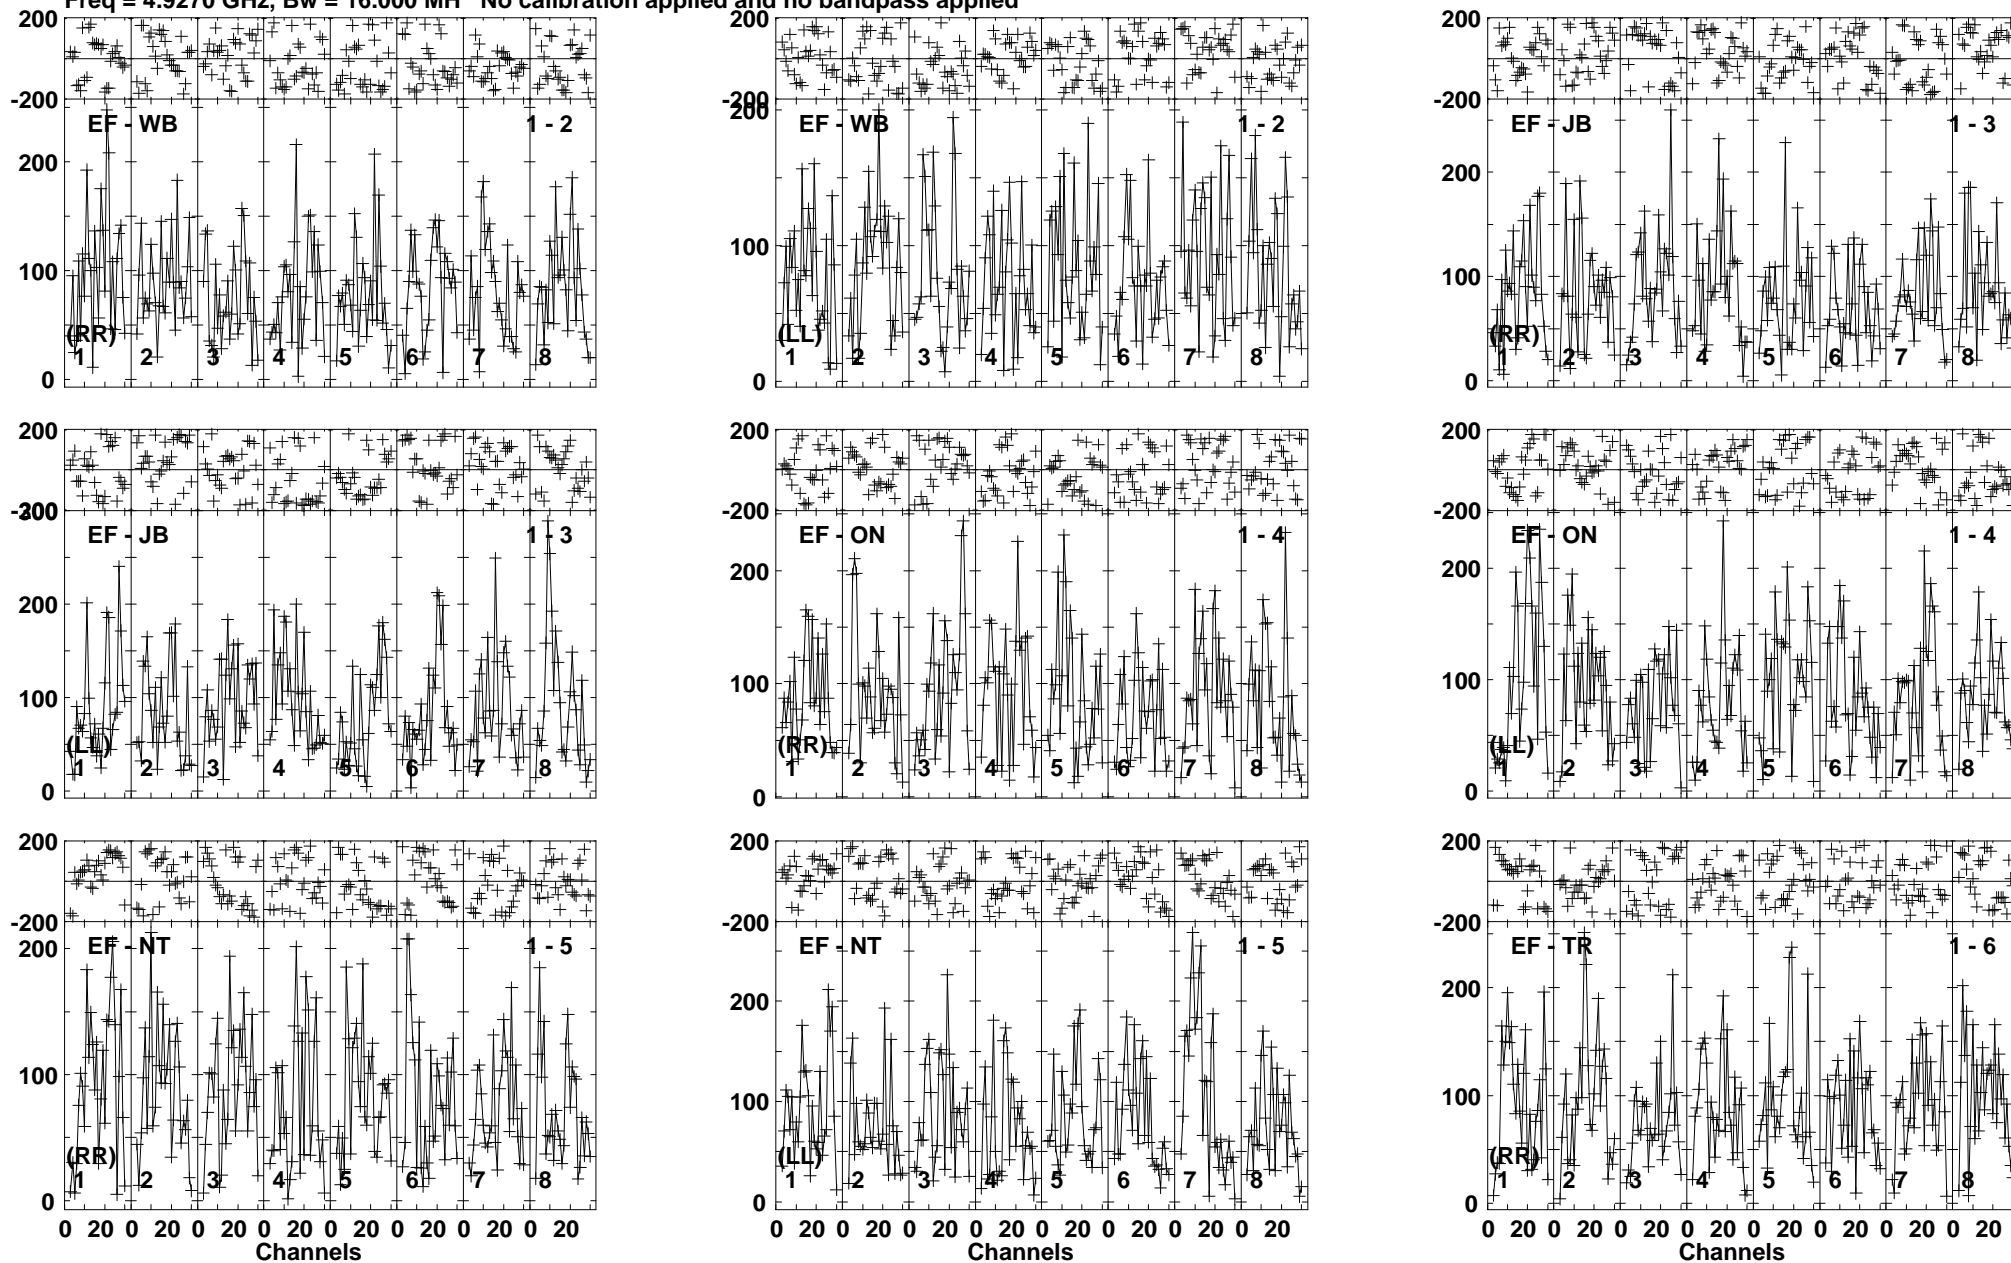 Freq = 4.9270 GHz, Bw = 16.000 MH No calibration applied and no bandpass applied
200 200 200
-200 -200 -200
EF - WB 1 - 2 EF - WB 1 - 2 EF - JB 1 - 3
200 200 200
100 100 100
(RR) (LL) (RR)
1 2 3 4 5 6 7 8 1 2 3 4 5 6 7 8 1 2 3 4 5 6 7 8
0 0 0
200 200 200
-200 -200 -200
300
EF - JB 1 - 3 EF - ON 1 - 4 EF - ON 1 - 4
200 200 200
100 100 100
(LL) (RR) (LL)
1 2 3 4 5 6 7 8 1 2 3 4 5 6 7 8 1 2 3 4 5 6 7 8
0 0 0
200 200 200
-200 -200 -200
EF - NT 1 - 5 EF - NT 1 - 5 EF - TR 1 - 6
200 200 200
100 100 100
(RR) (LL) (RR)
1 2 3 4 5 6 7 8 1 2 3 4 5 6 7 8 1 2 3 4 5 6 7 8
0 0 0
0 20 0 20 0 20 0 20 0 20 0 20 0 20 0 20 0 20 0 20 0 20 0 20 0 20 0 20 0 20 0 20 0 20 0 20 0 20 0 20 0 20 0 20 0 20 0 20
Channels Channels Channels